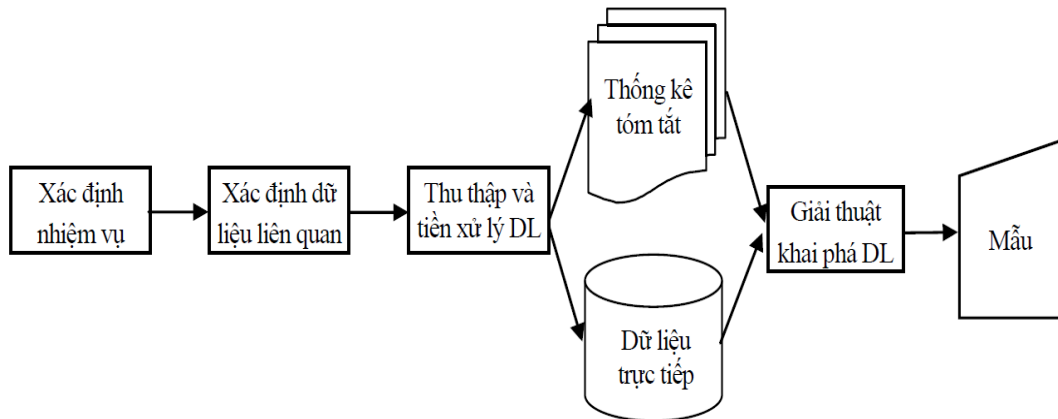 Thống kê
tóm tắt
Xác định
nhiệm vụ
Xác định dữ
liệu liên quan
Thu thập và
tiền xử lý DL
Giải thuật
khai phá DL
Mẫu
Dữ liệu
trực tiếp